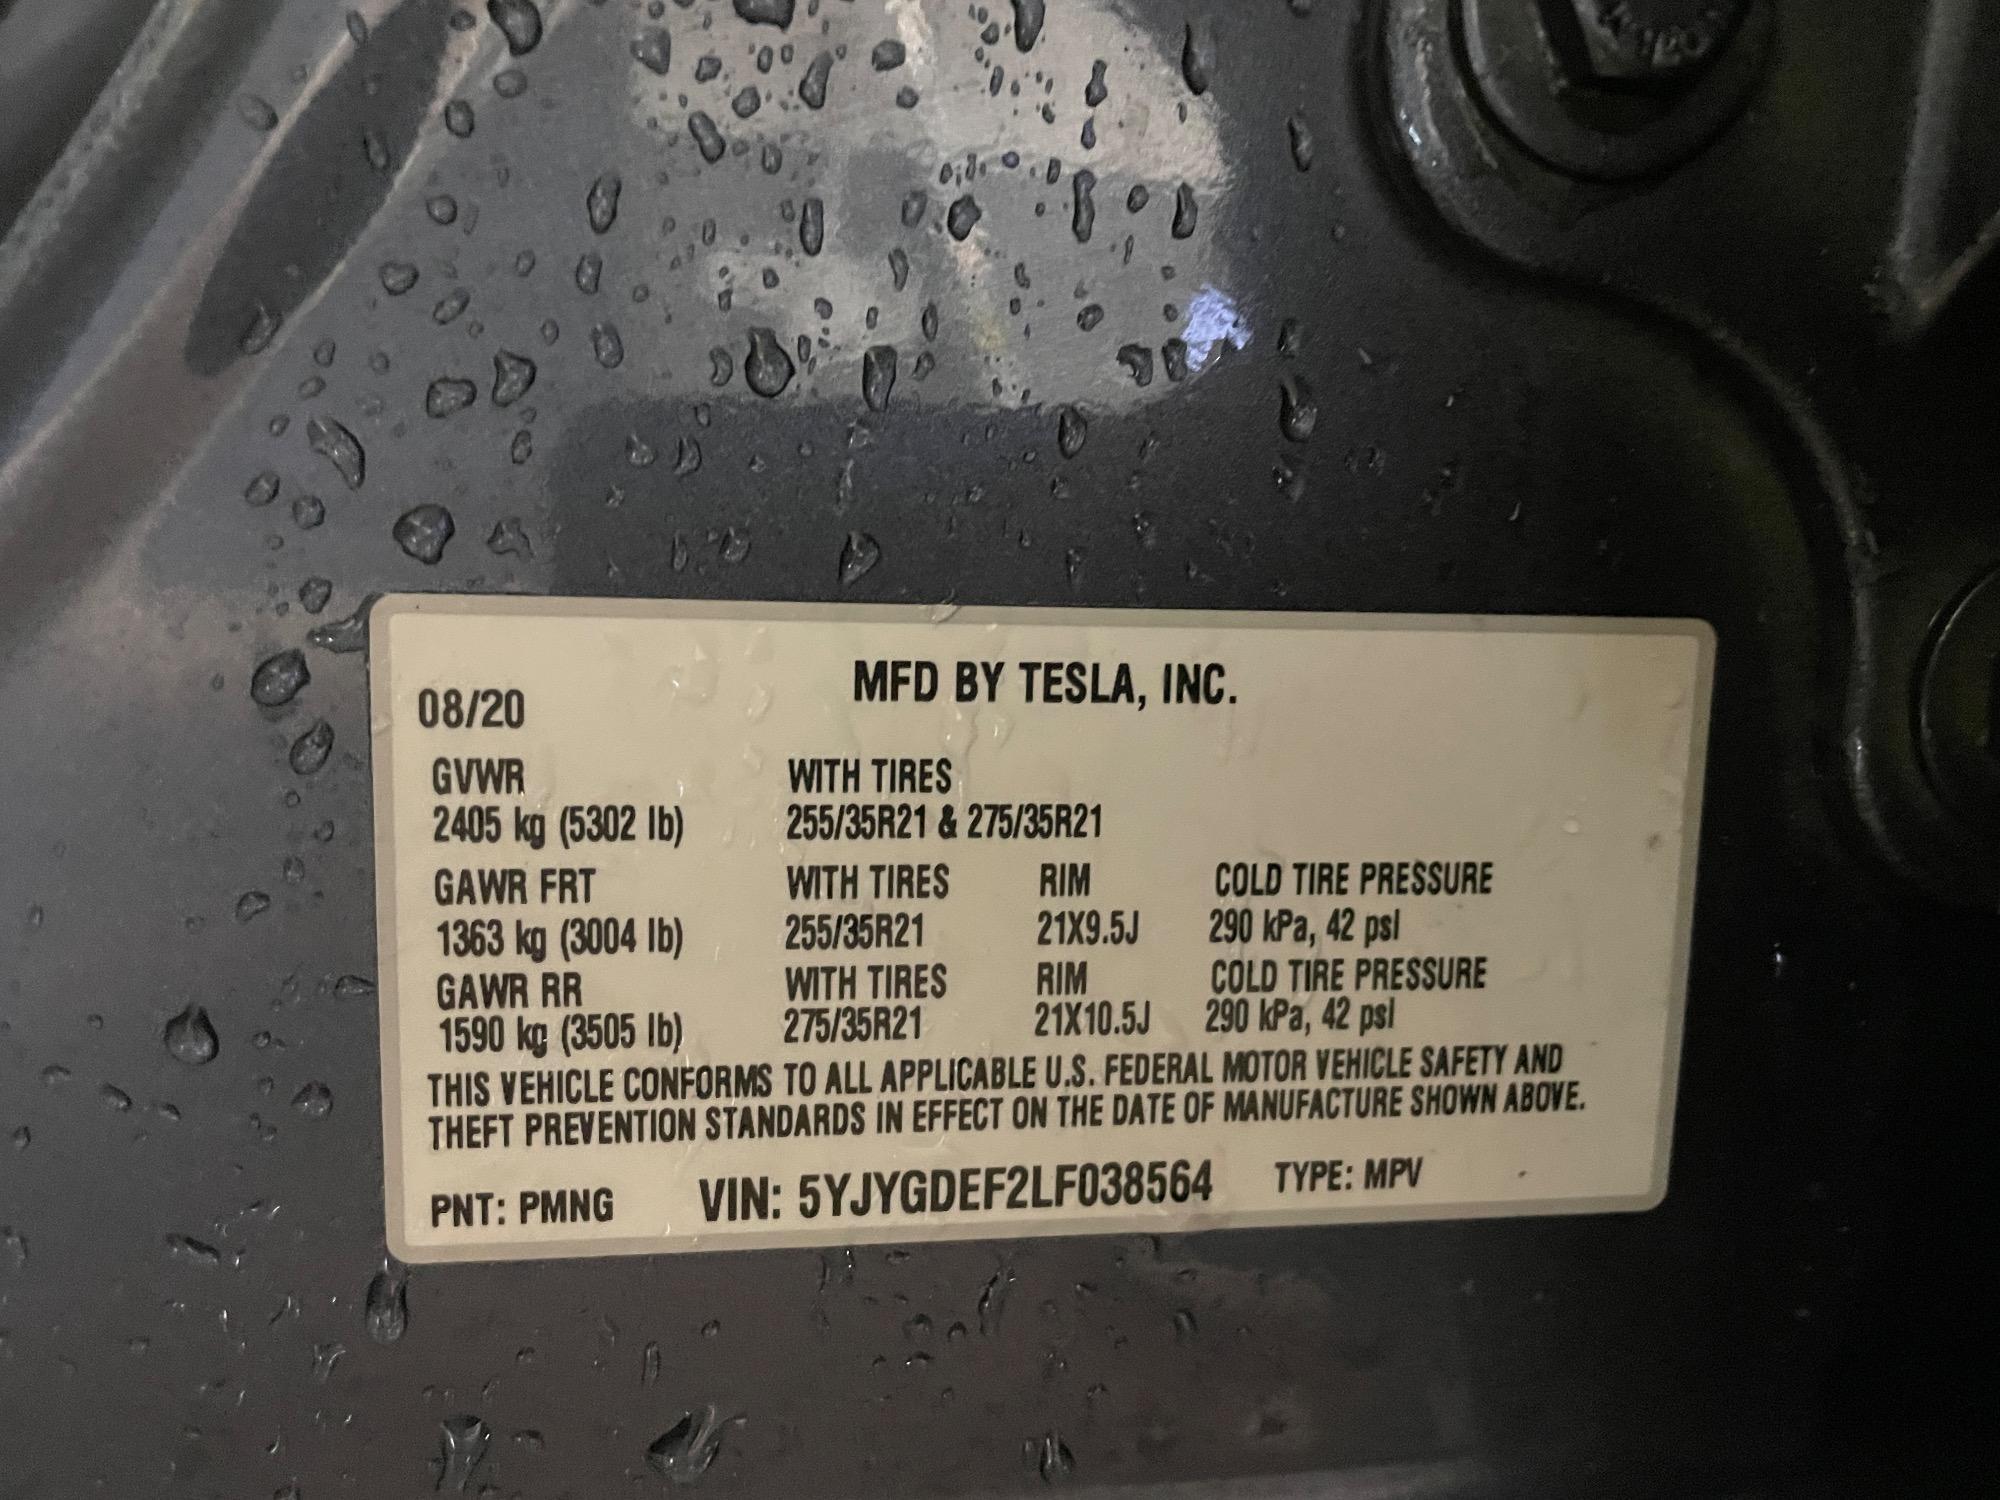 MFD BY TESLA, INC.
08/20
GVWR WITH TIRES
2405 kg (5302 lb) 255/35R21 & 275/35R21
GAWR FRT WITH TIRES RIM COLD TIRE PRESSURE
1363 kg (3004 lb) 255/35R21 21X9.5J 290 kPa, 42 psl
GAWR RR WITH TIRES RIM COLD TIRE PRESSURE
1590 kg (3505 lb) 275/35R21 21X10.5J 290 kPa, 42 psl
THIS VEHICLE CONFORMS TO ALL APPLICABLE U.S. FEDERAL MOTOR VEHICLE SAFETY AND
THEFT PREVENTION STANDARDS IN EFFECT ON THE DATE OF MANUFACTURE SHOWN ABOVE.
PNT: PMNG VIN: 5YJYGDEF2LF038564 TYPE: MPV